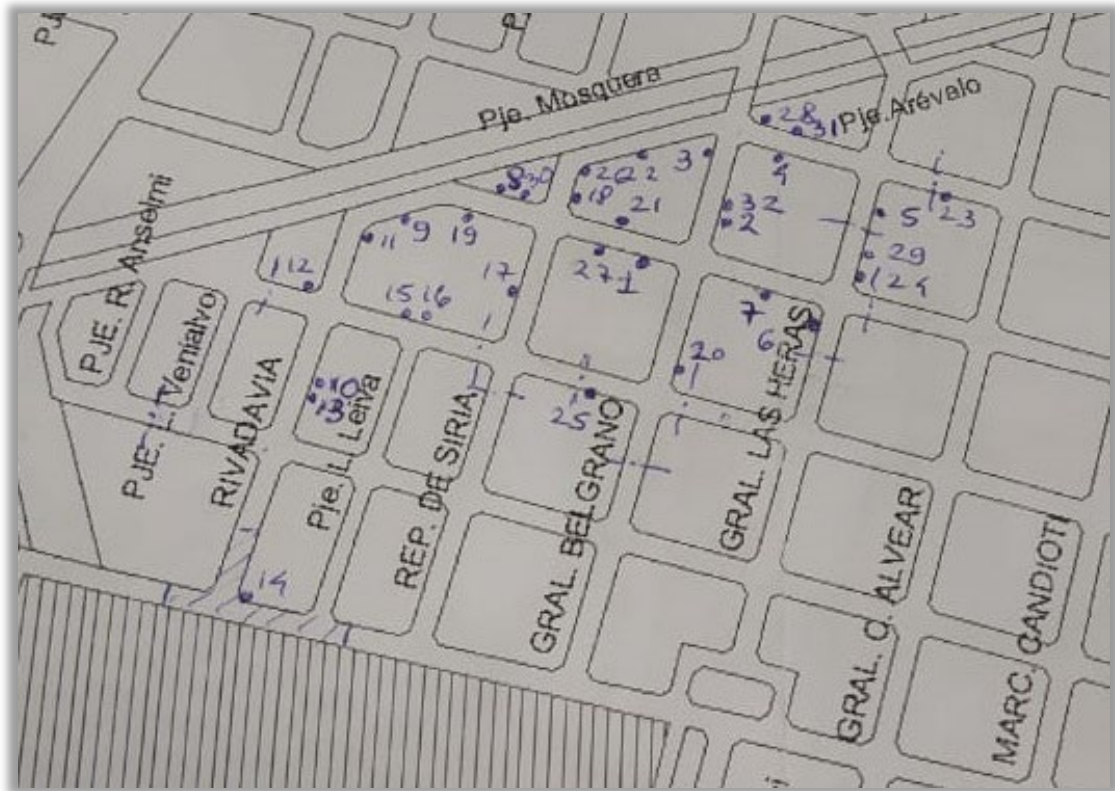 Pje. Mosquera
Pje. Arévalo
28
31
3
4
22
20
30
18
21
32
2
5
23
29
24
9
19
11
12
17
15 16
27
1
7
6
20
25
10
13
14
PJE. R. Anselmi
PJE. L. Venialvo
RIVADAVIA
Pje. L. Leiva
REP. DE SIRIA
GRAL. BELGRANO
GRAL. LAS HERAS
GRAL. O. ALVEAR
MARC. CANDIOTI